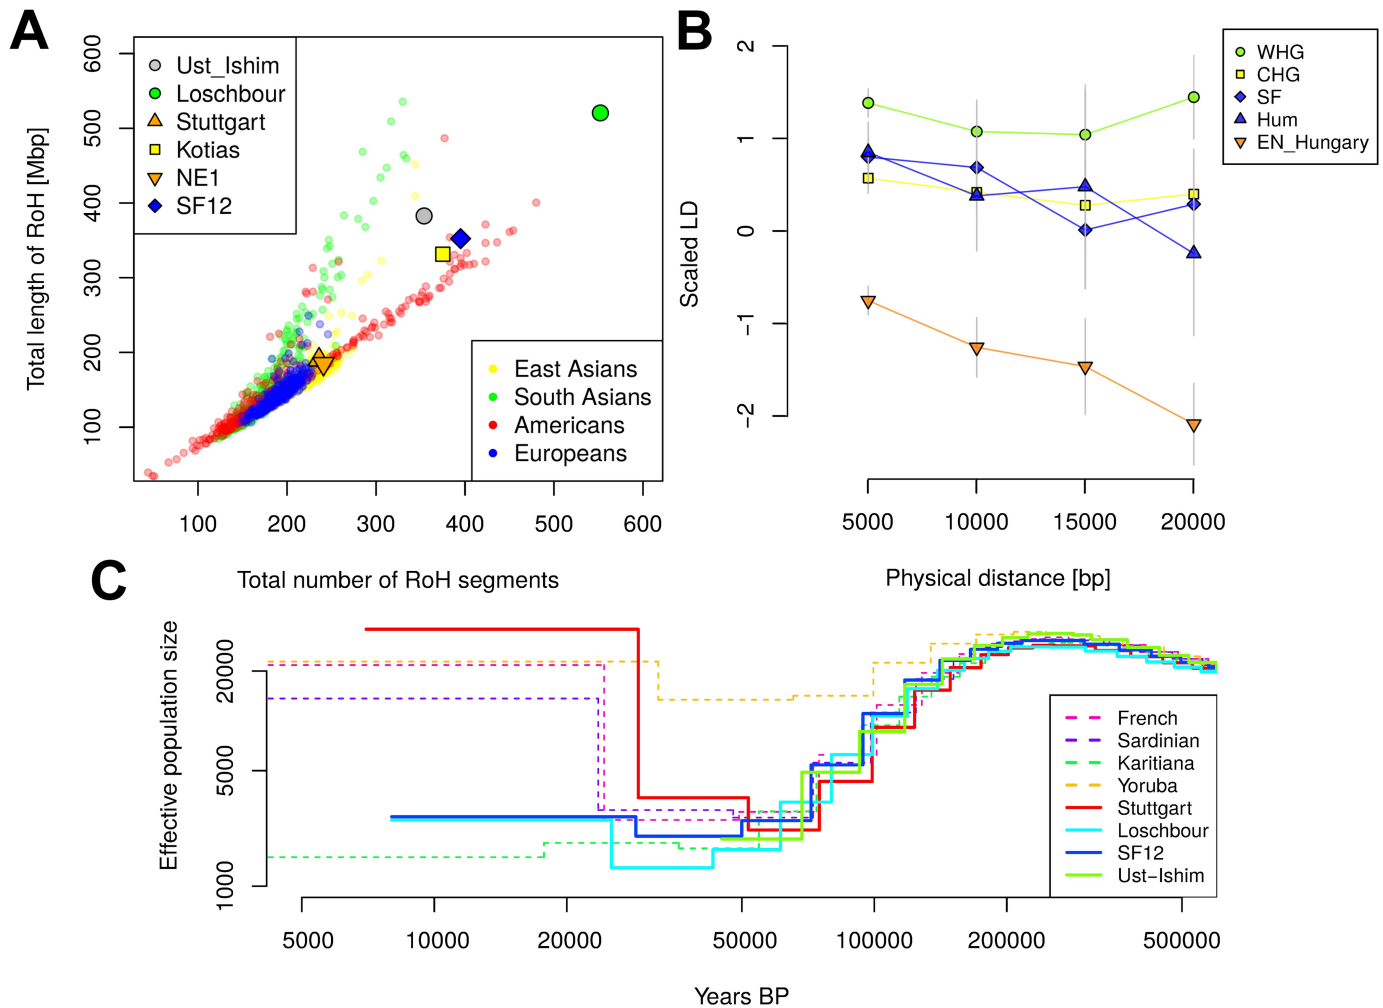 A
Total length of RoH [Mbp]
600
500
400
300
200
100
Ust_Ishim
Loschbour
Stuttgart
Kotias
NE1
SF12
East Asians
South Asians
Americans
Europeans
100 200 300 400 500 600
Total number of RoH segments
B
Scaled LD
2
1
0
−1
−2
WHG
CHG
SF
Hum
EN_Hungary
5000 10000 15000 20000
Physical distance [bp]
C
Effective population size
20000
5000
1000
French
Sardinian
Karitiana
Yoruba
Stuttgart
Loschbour
SF12
Ust−Ishim
5000 10000 20000 50000 100000 200000 500000
Years BP